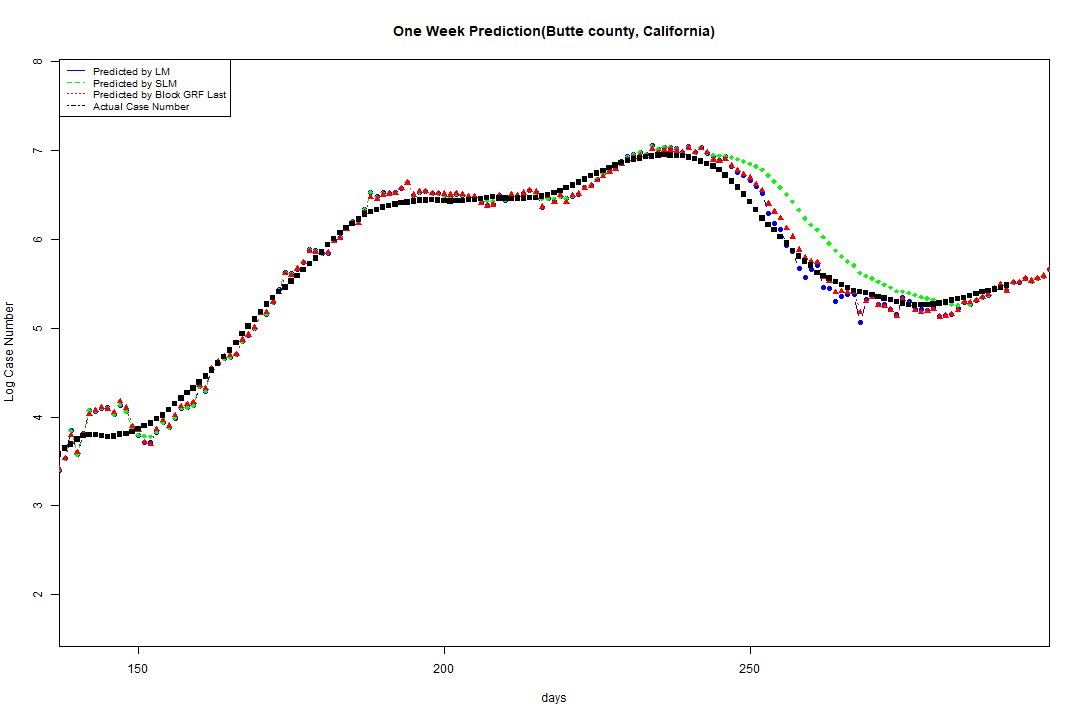 One Week Prediction(Butte county, California)
Predicted by LM
Predicted by SLM
Predicted by Block GRF Last
Actual Case Number
8
7
6
5
4
3
2
Log Case Number
150
200
250
days